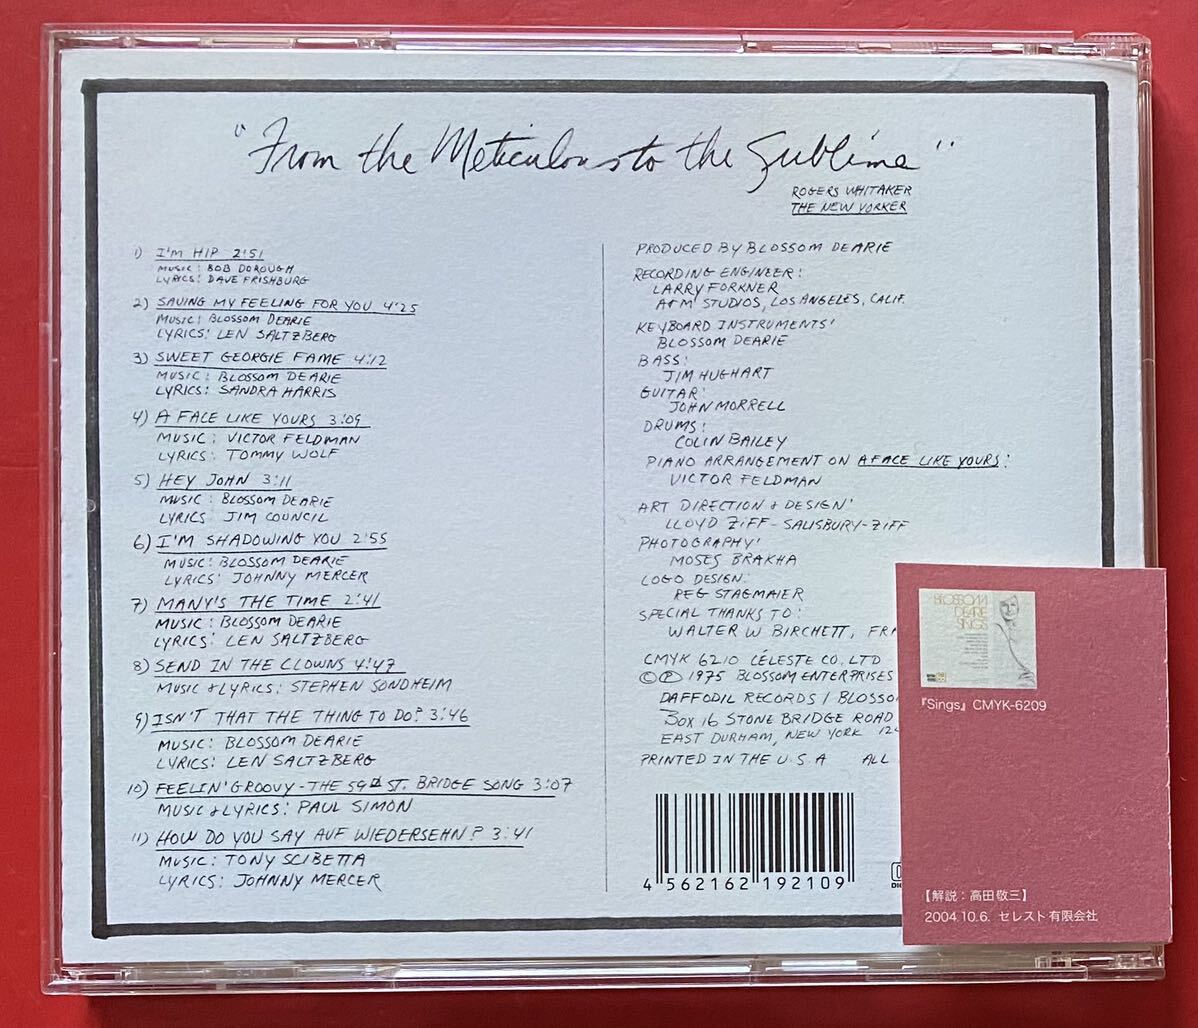 "From the Meticulous to the Sublime"
ROGERS WHITAKER
THE NEW YORKER
1) I'M HIP 2:51
MUSIC: BOB DOROUGH
LYRICS: DAVE FRISHBURG
2) SAVING MY FEELING FOR YOU 4:25
MUSIC: BLOSSOM DEARIE
LYRICS: LEN SALTZBERG
3) SWEET GEORGIE FAME 4:12
MUSIC: BLOSSOM DEARIE
LYRICS: SANDRA HARRIS
4) A FACE LIKE YOURS 3:09
MUSIC: VICTOR FELDMAN
LYRICS: TOMMY WOLF
5) HEY JOHN 3:11
MUSIC: BLOSSOM DEARIE
LYRICS JIM COUNCIL
6) I'M SHADOWING YOU 2:55
MUSIC: BLOSSOM DEARIE
LYRICS: JOHNNY MERCER
7) MANY'S THE TIME 2:41
MUSIC: BLOSSOM DEARIE
LYRICS: LEN SALTZBERG
8) SEND IN THE CLOWNS 4:47
MUSIC & LYRICS: STEPHEN SONDHEIM
9) ISN'T THAT THE THING TO DO? 3:46
MUSIC: BLOSSOM DEARIE
LYRICS: LEN SALTZBERG
10) FEELIN' GROOVY - THE 59th ST. BRIDGE SONG 3:07
MUSIC & LYRICS: PAUL SIMON
11) HOW DO YOU SAY AUF WIEDERSEHN? 3:41
MUSIC: TONY SCIBETTA
LYRICS: JOHNNY MERCER
PRODUCED BY BLOSSOM DEARIE
RECORDING ENGINEER:
LARRY FORKNER
A+M STUDIOS, LOS ANGELES, CALIF.
KEYBOARD INSTRUMENTS:
BLOSSOM DEARIE
BASS:
JIM HUGHART
GUITAR:
JOHN MORRELL
DRUMS:
COLIN BAILEY
PIANO ARRANGEMENT ON A FACE LIKE YOURS:
VICTOR FELDMAN
ART DIRECTION & DESIGN:
LLOYD ZIFF - SALISBURY-ZIFF
PHOTOGRAPHY:
MOSES BRAKHA
LOGO DESIGN:
REG STAGMAIER
SPECIAL THANKS TO:
WALTER W BIRCHETT, FRA
CMYK 6210 CÉLESTE CO. LTD
© ℗ 1975 BLOSSOM ENTERPRISES
DAFFODIL RECORDS / BLOSSO
BOX 16 STONE BRIDGE ROAD
EAST DURHAM, NEW YORK 124
PRINTED IN THE U.S.A ALL
4 562162 192109
BLOSSOM
DEARIE
SINGS
『Sings』 CMYK-6209
【解説：高田敬三】
2004.10.6. セレスト有限会社